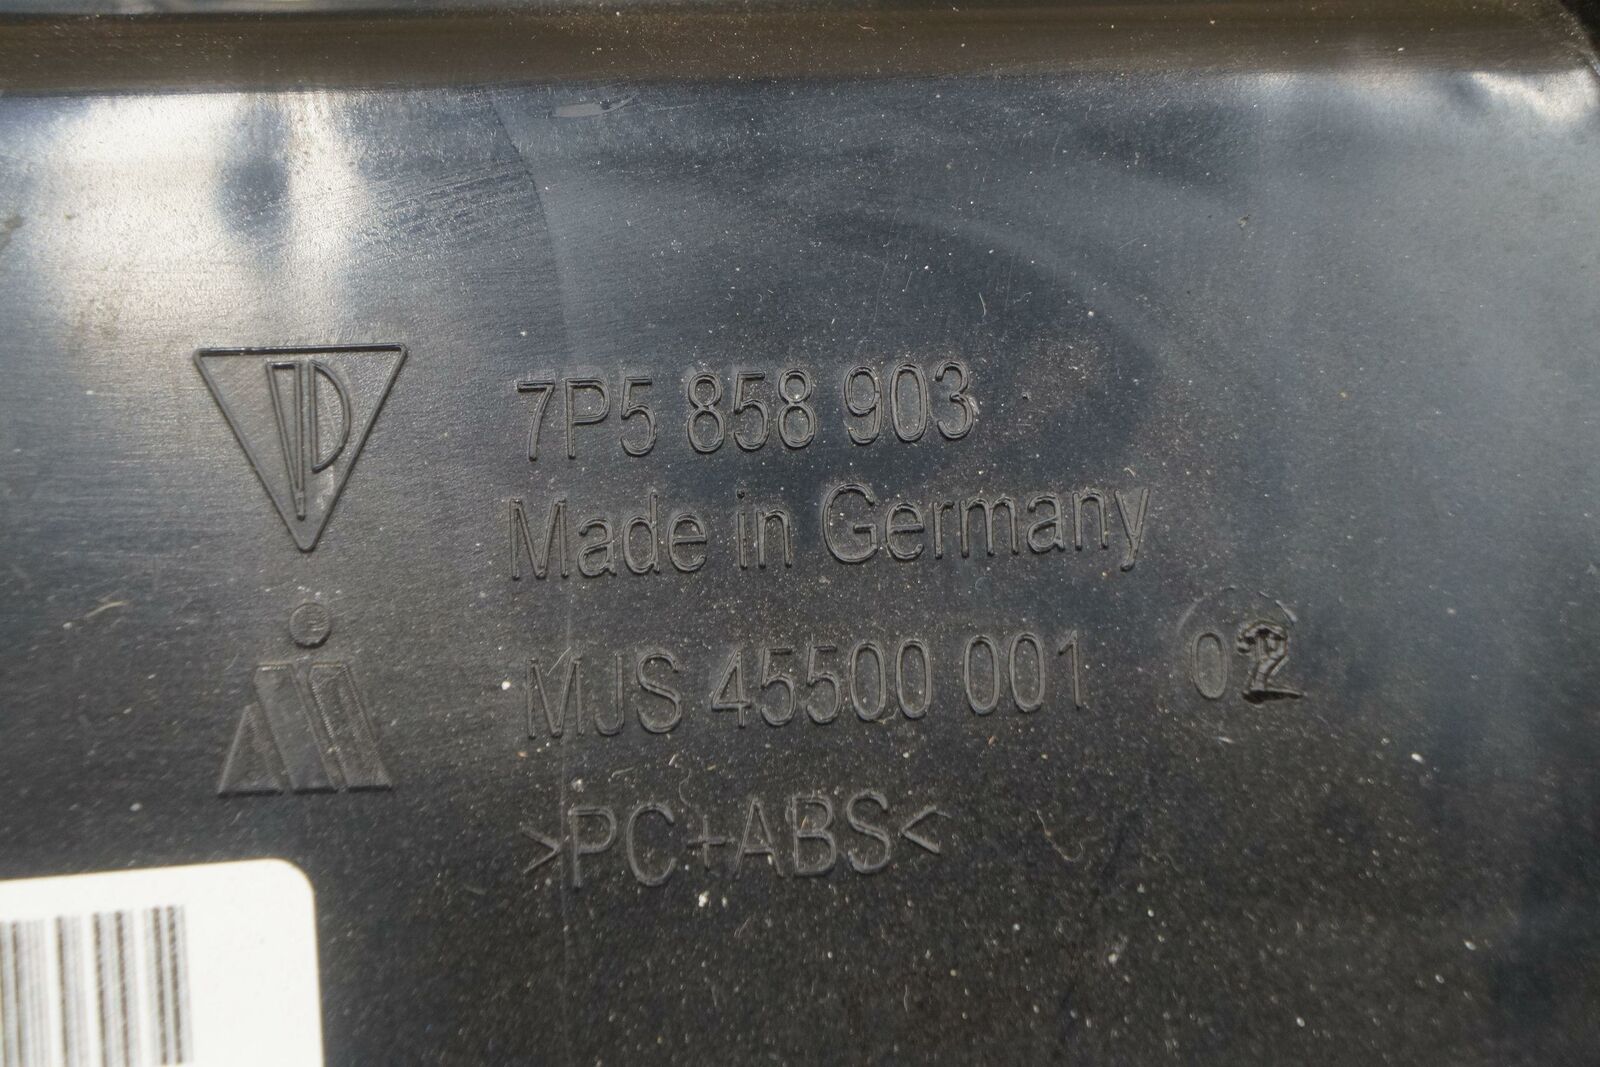 7P5 858 903
Made in Germany
MJS 45500 001 02
>PC+ABS<